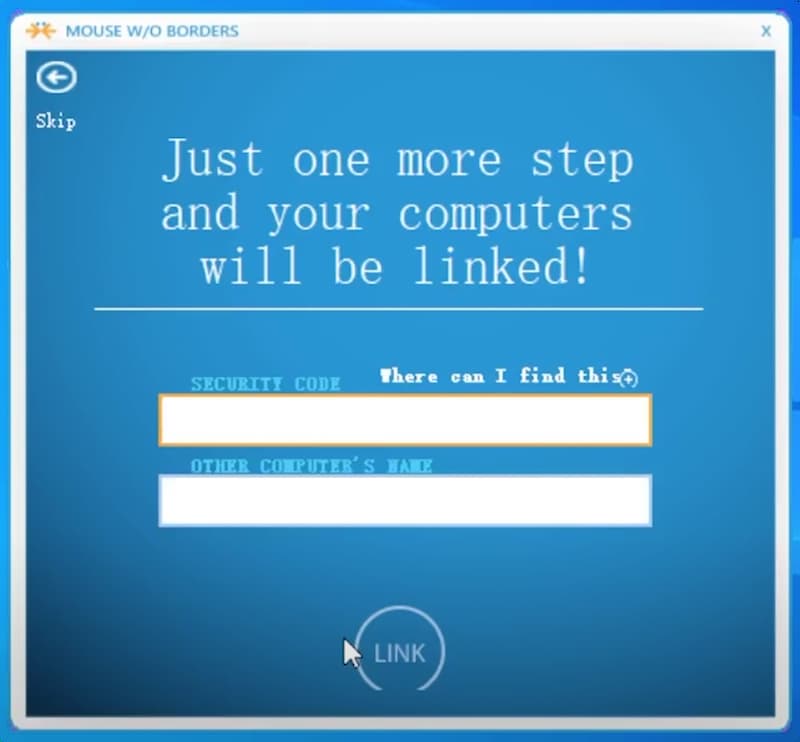 MOUSE W/O BORDERS
X
Skip
Just one more step
and your computers
will be linked!
Where can I find this
SECURITY CODE
OTHER COMPUTER'S NAME
LINK